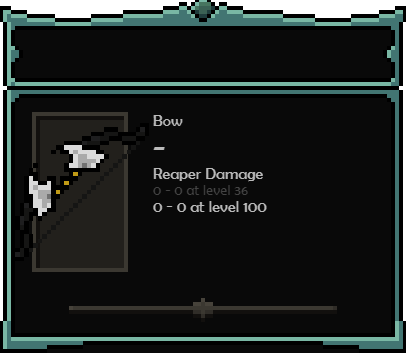 Bow
–
Reaper Damage
0 - 0 at level 36
0 - 0 at level 100